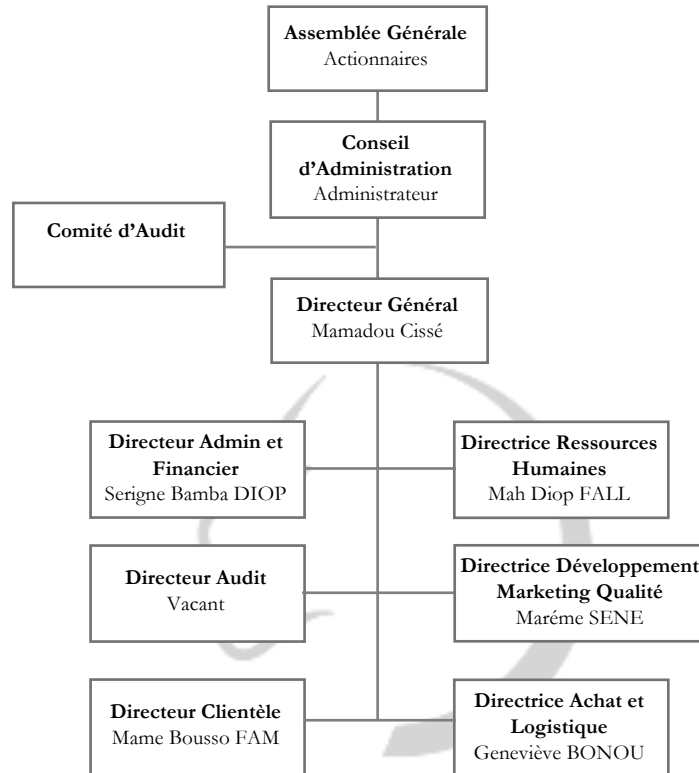 Assemblée Générale
Actionnaires
Conseil
d'Administration
Administrateur
Comité d'Audit
Directeur Général
Mamadou Cissé
Directeur Admin et
Financier
Serigne Bamba DIOP
Directrice Ressources
Humaines
Mah Diop FALL
Directeur Audit
Vacant
Directrice Développement
Marketing Qualité
Maréme SENE
Directeur Clientèle
Mame Bousso FAM
Directrice Achat et
Logistique
Geneviève BONOU